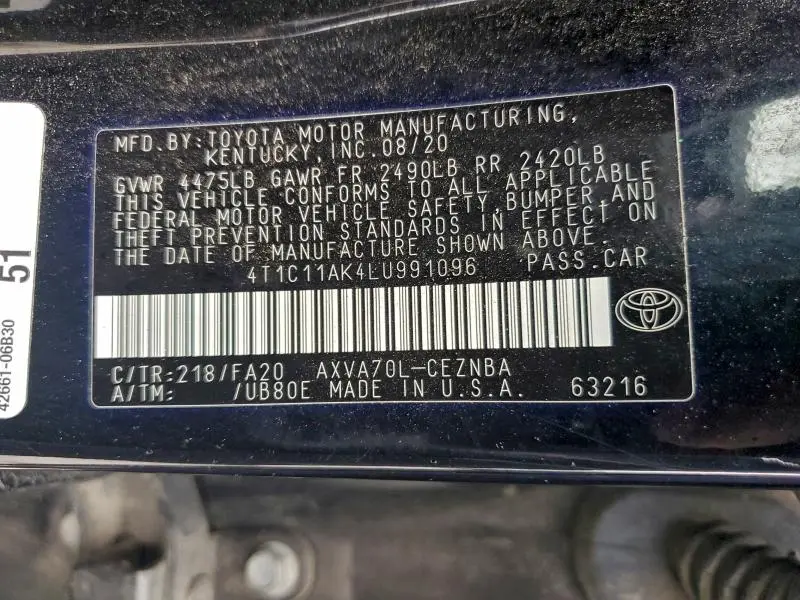 MFD.BY:TOYOTA MOTOR MANUFACTURING,
KENTUCKY, INC.08/20
GVWR 4475LB GAWR FR 2490LB RR 2420LB
THIS VEHICLE CONFORMS TO ALL APPLICABLE
FEDERAL MOTOR VEHICLE SAFETY, BUMPER AND
THEFT PREVENTION STANDARDS IN EFFECT ON
THE DATE OF MANUFACTURE SHOWN ABOVE.
4T1C11AK4LU991096 PASS.CAR
C/TR:218/FA20 AXVA70L-CEZNBA
A/TM: /UB80E MADE IN U.S.A. 63216
51
42661-06B30